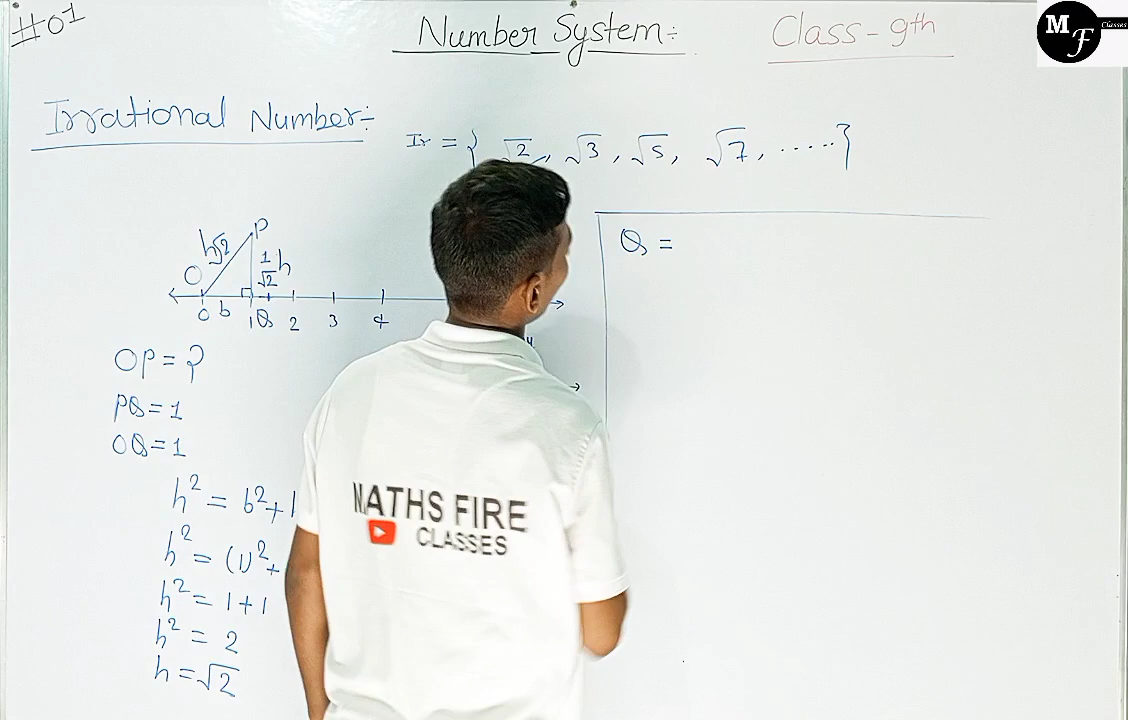 #01
Number System:-
Class - 9th
M F Classes
Irrational Number:-
Ir = { √2, √3, √5, √7, .....}
P
h√2
1
√2
h
O
0 b 1 Q 2 3 4
Q =
OP = ?
PQ = 1
OQ = 1
h² = b² +
h² = (1)² +
h² = 1 + 1
h² = 2
h = √2
MATHS FIRE
CLASSES